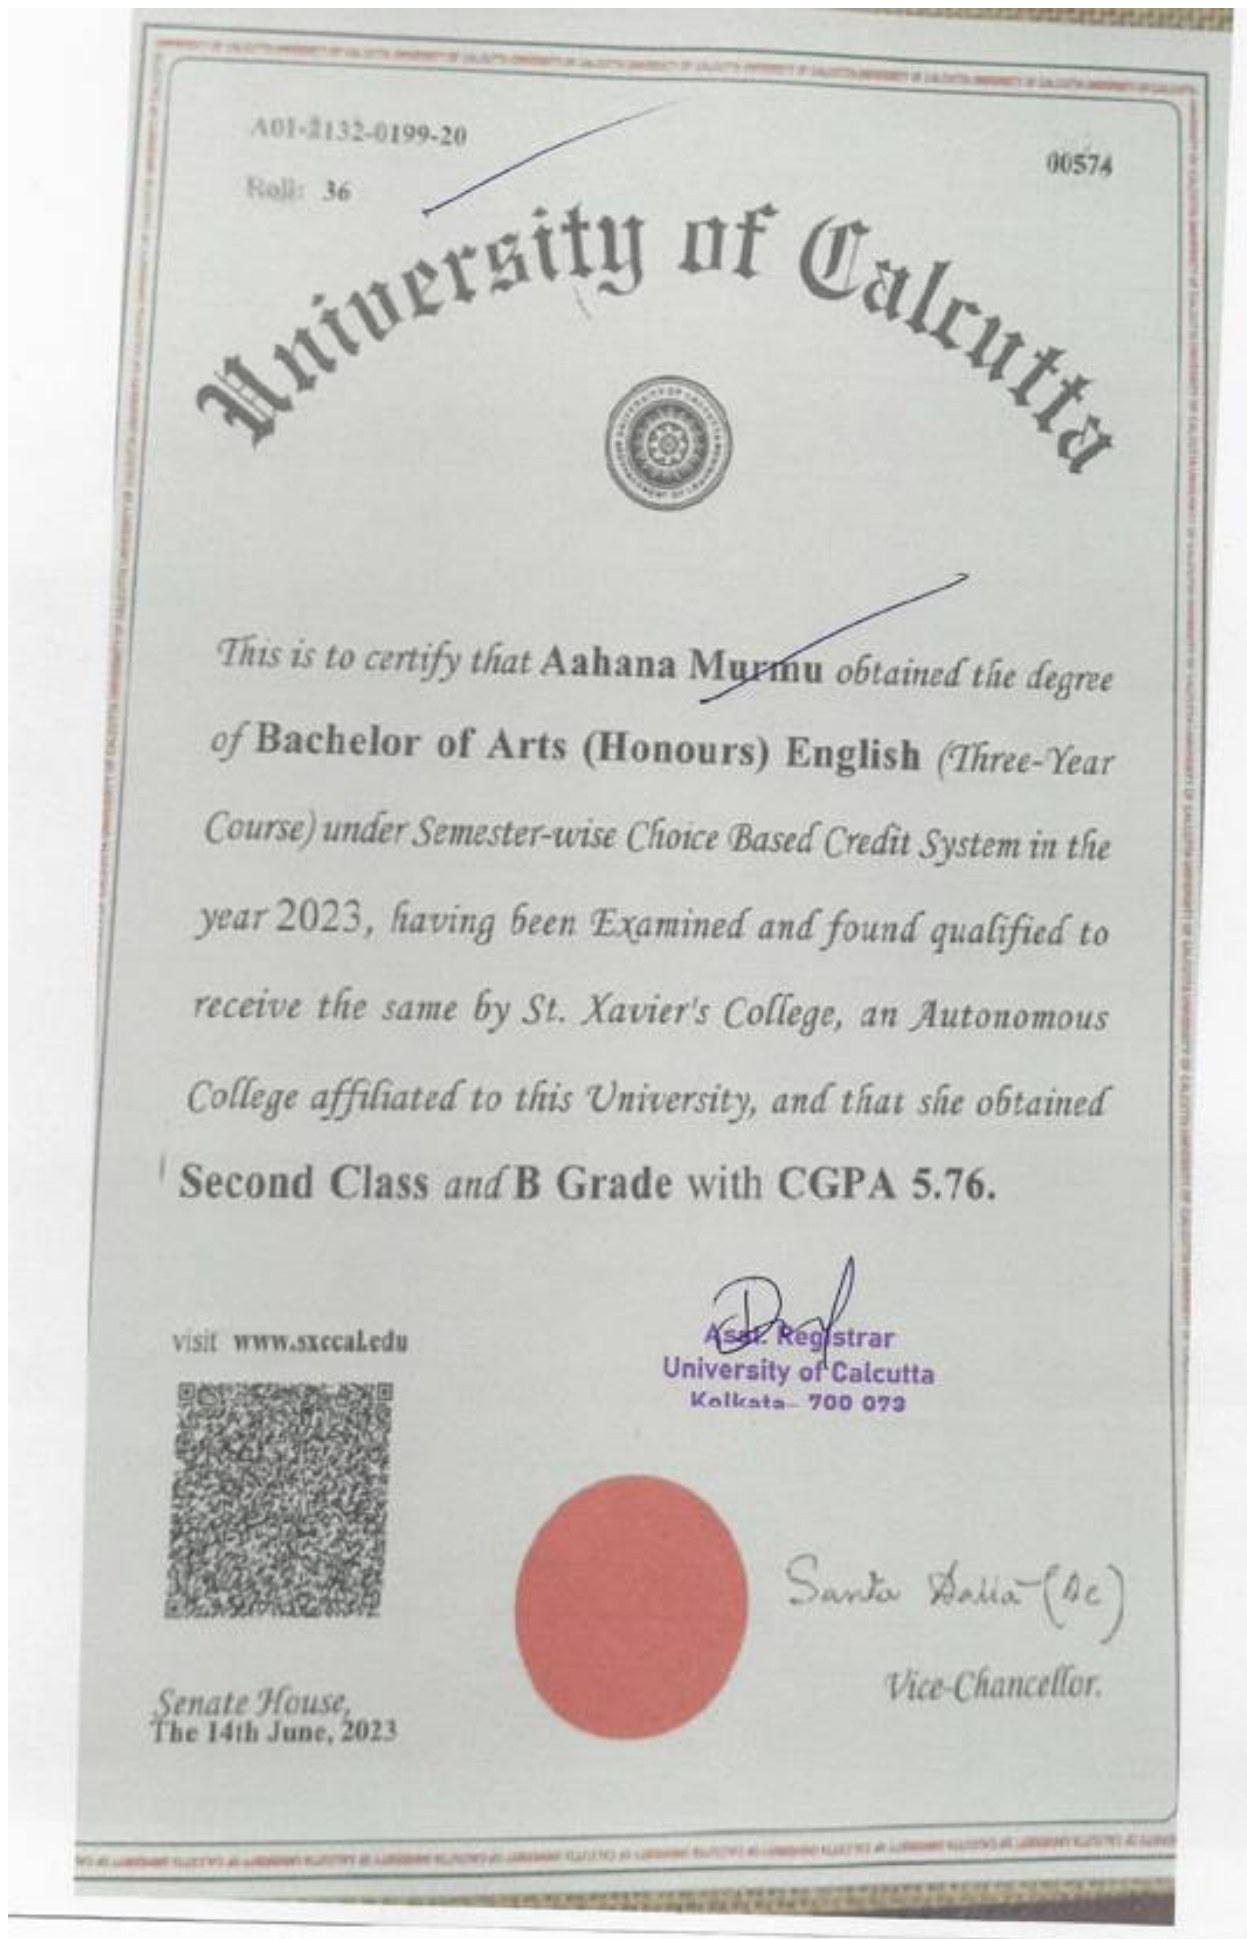 A01-2132-0199-20
00574
Roll: 36
University of Calcutta
This is to certify that Aahana Murmu obtained the degree
of Bachelor of Arts (Honours) English (Three-Year
Course) under Semester-wise Choice Based Credit System in the
year 2023, having been Examined and found qualified to
receive the same by St. Xavier's College, an Autonomous
College affiliated to this University, and that she obtained
Second Class and B Grade with CGPA 5.76.
visit www.sxccal.edu
Asst. Registrar
University of Calcutta
Kolkata- 700 073
Santa
Vice-Chancellor.
Senate House,
The 14th June, 2023